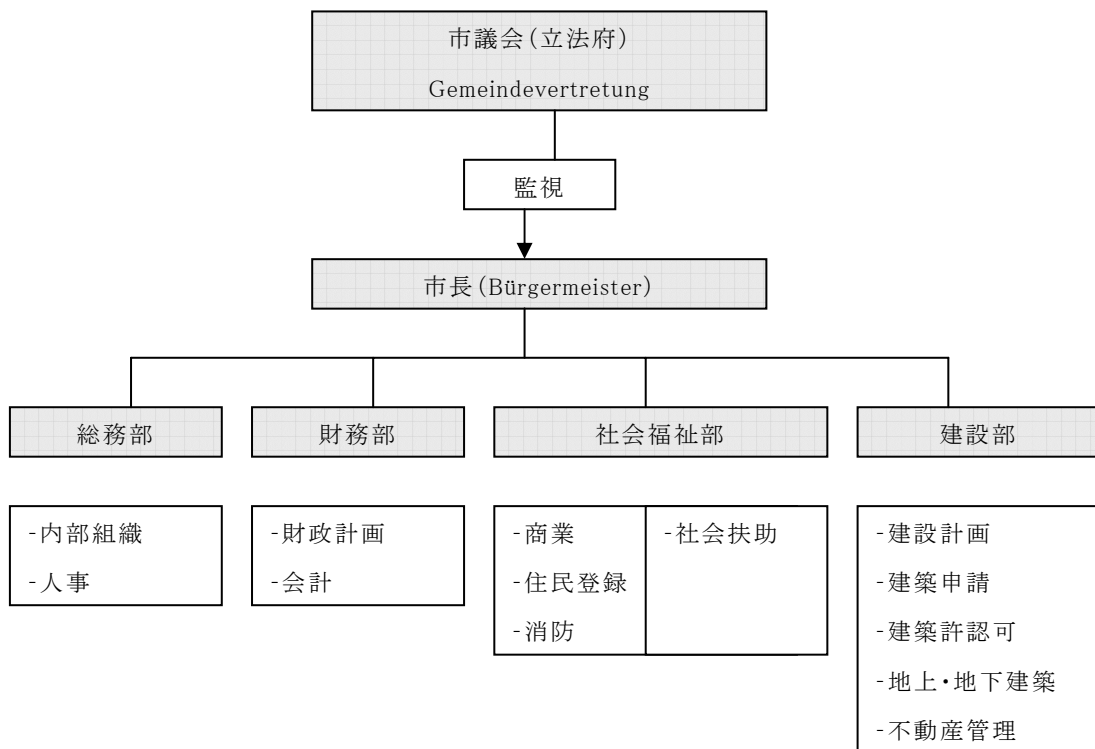 市議会（立法府）
Gemeindevertretung
監視
市長（Bürgermeister）
総務部
財務部
社会福祉部
建設部
-内部組織
-人事
-財政計画
-会計
-商業
-住民登録
-消防
-社会扶助
-建設計画
-建築申請
-建築許認可
-地上・地下建築
-不動産管理